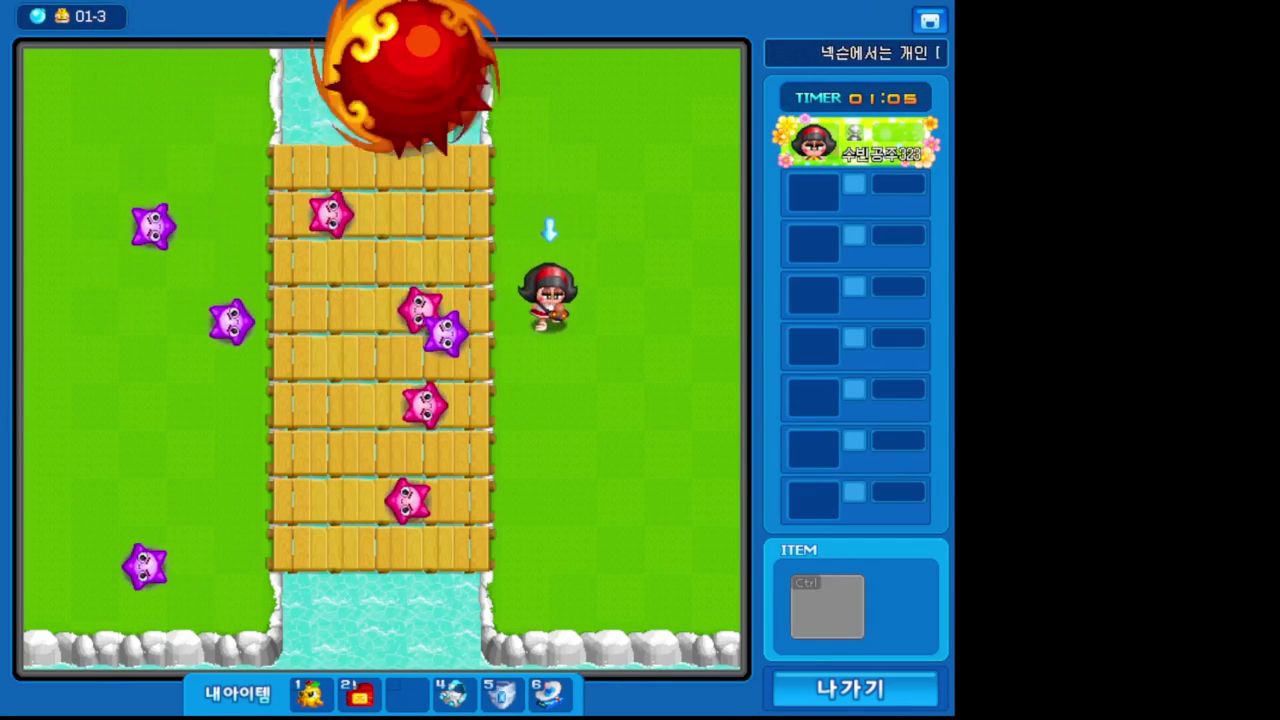 01-3
넥슨에서는 개인 [
TIMER 01:05
수빈공주323
ITEM
Ctrl
내아이템
1
2
4
5
6
나가기